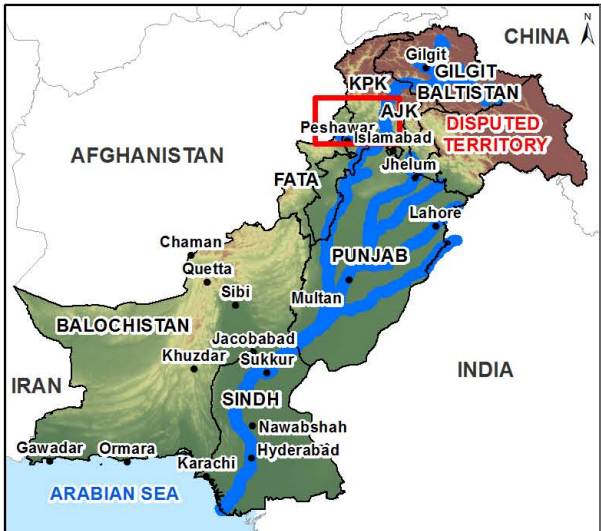 N
CHINA
Gilgit
GILGIT
BALTISTAN
KPK
AJK
Peshawar
Islamabad
DISPUTED
TERRITORY
AFGHANISTAN
Jhelum
FATA
Lahore
Chaman
PUNJAB
Quetta
Sibi
Multan
BALOCHISTAN
Jacobabad
Khuzdar
Sukkur
INDIA
IRAN
SINDH
Nawabshah
Gawadar
Ormara
Hyderabad
Karachi
ARABIAN SEA